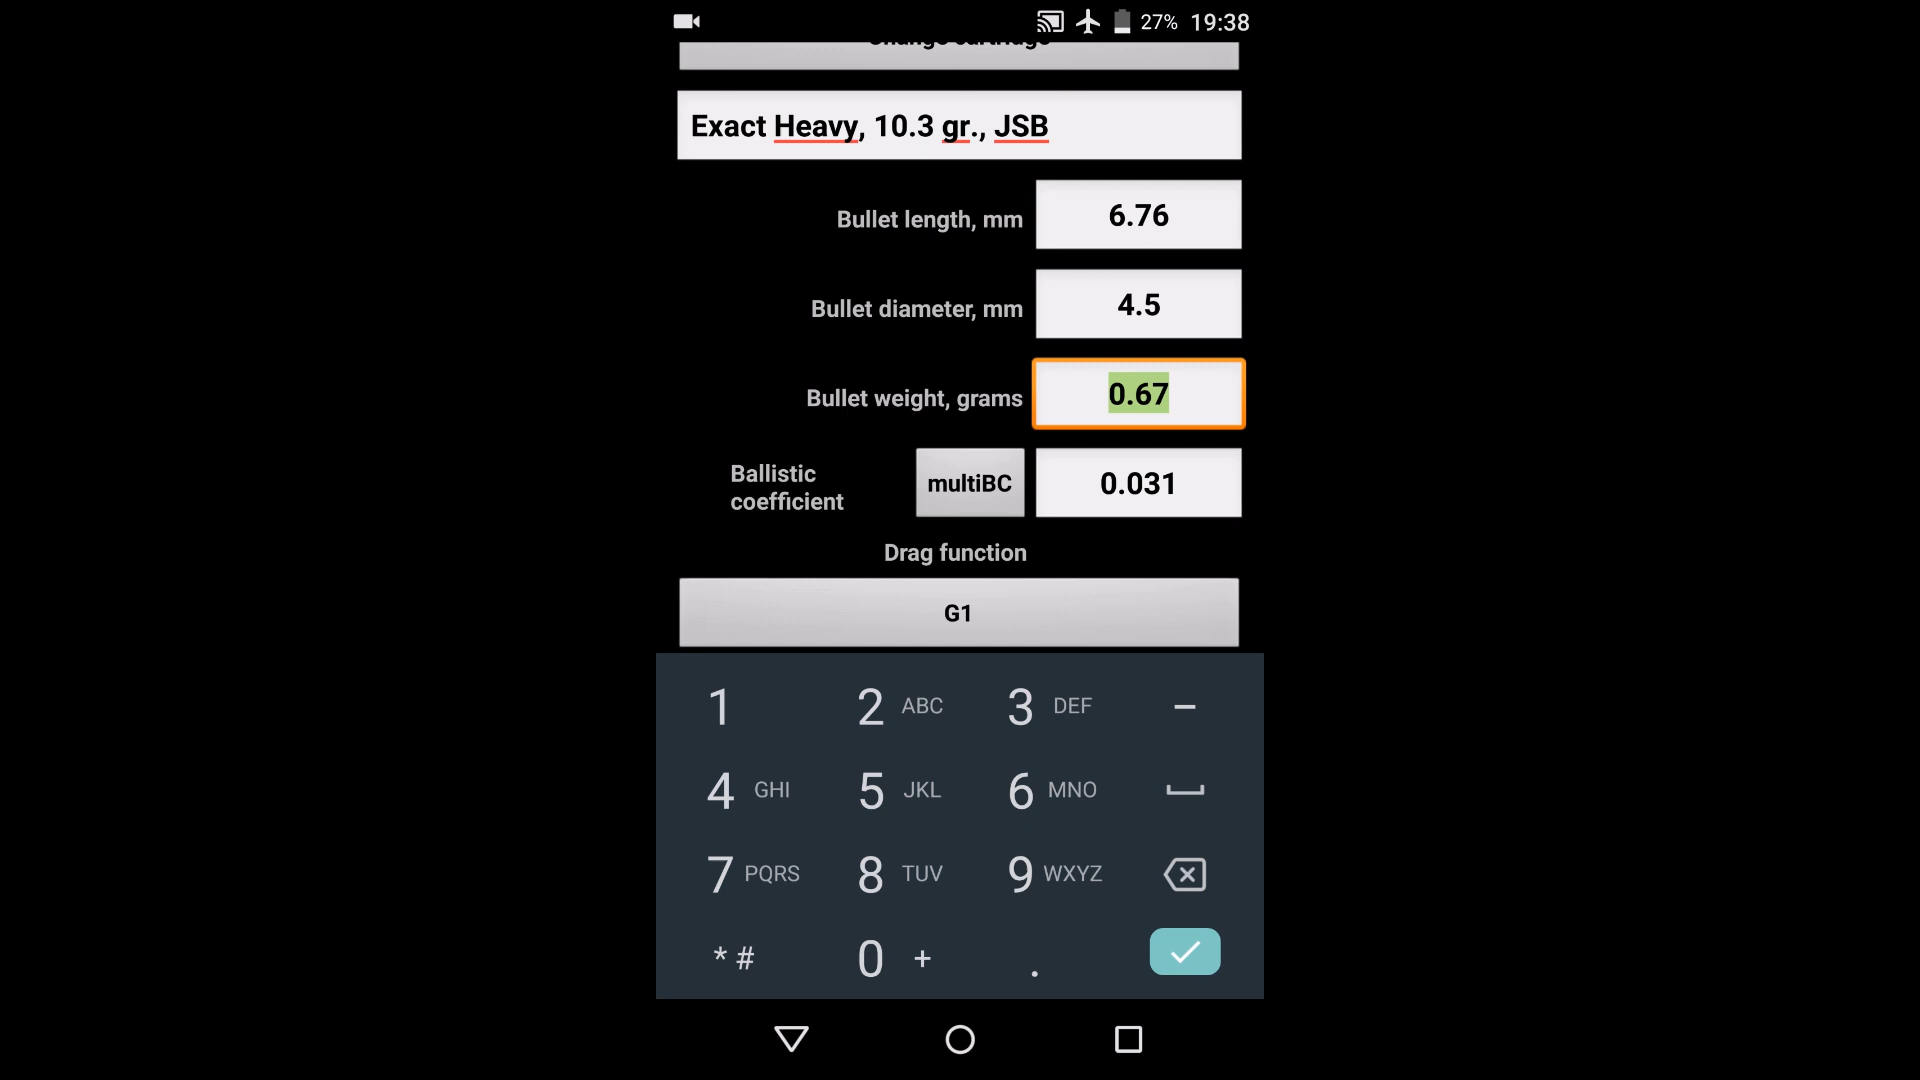 27% 19:38
Change cartridge
Exact Heavy, 10.3 gr., JSB
Bullet length, mm 6.76
Bullet diameter, mm 4.5
Bullet weight, grams 0.67
Ballistic coefficient multiBC 0.031
Drag function
G1
1 2 ABC 3 DEF –
4 GHI 5 JKL 6 MNO
7 PQRS 8 TUV 9 WXYZ
* # 0 + .